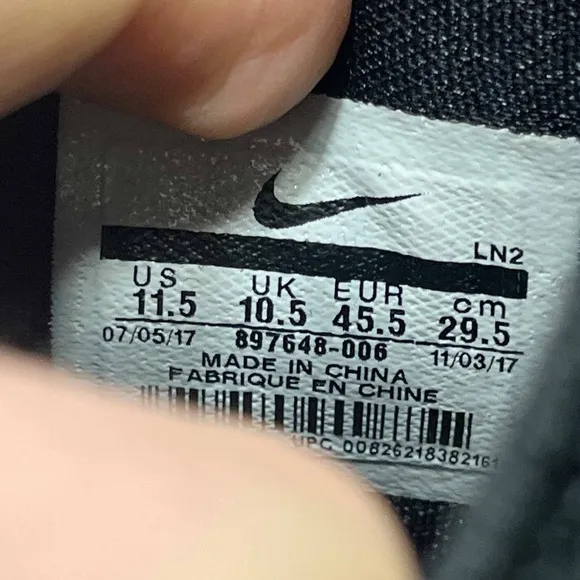 LN2
US UK EUR cm
11.5 10.5 45.5 29.5
07/05/17 897648-006 11/03/17
MADE IN CHINA
FABRIQUE EN CHINE
UPC 00826218382161